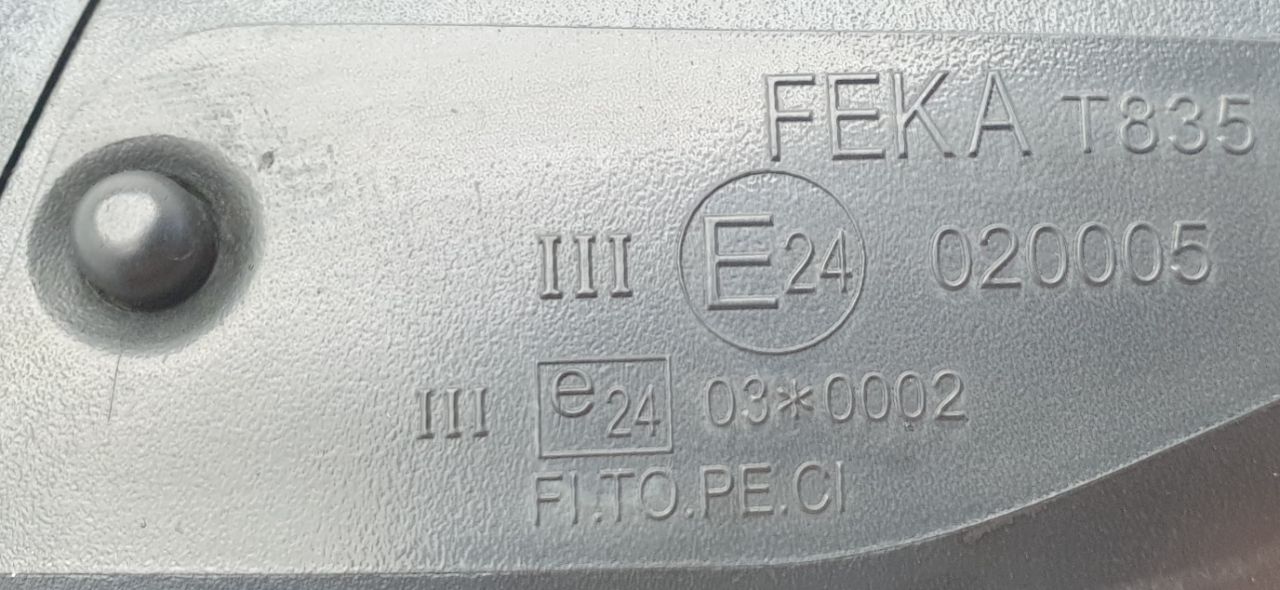 FEKA T835
III E24 020005
III e24 03*0002
FI.TO.PE.CI